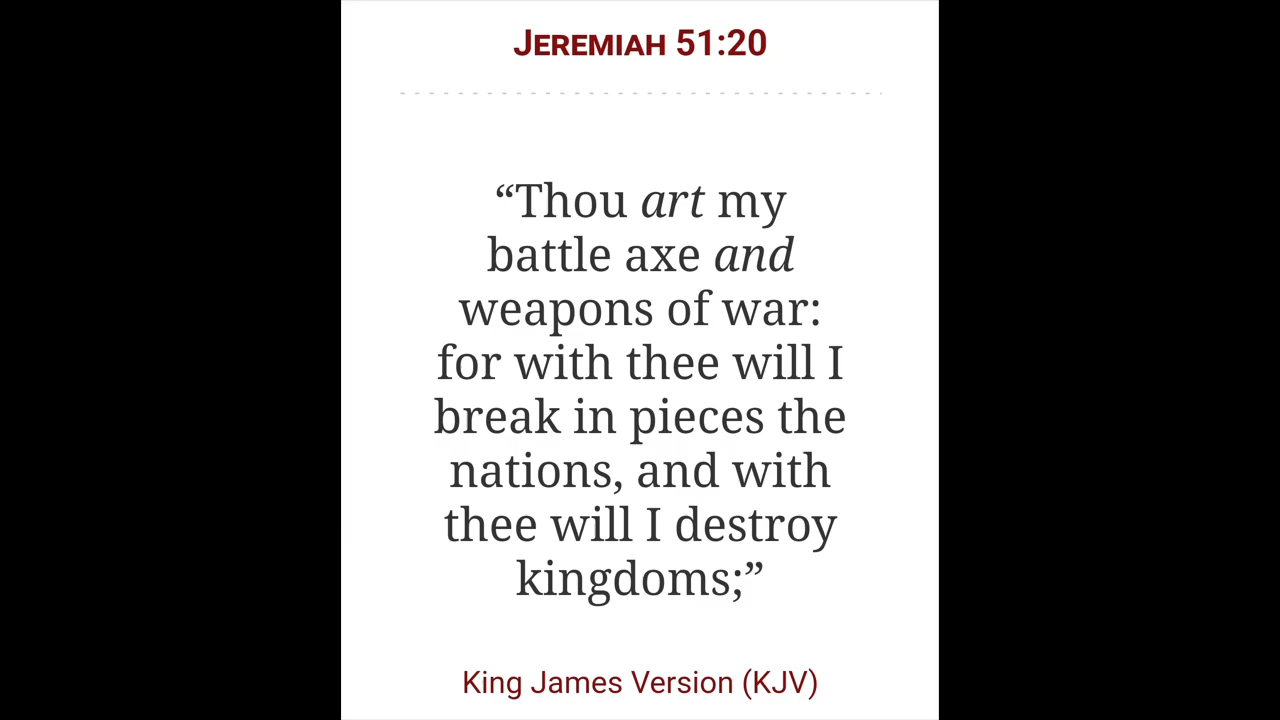 Jeremiah 51:20
“Thou art my
battle axe and
weapons of war:
for with thee will I
break in pieces the
nations, and with
thee will I destroy
kingdoms;”
King James Version (KJV)